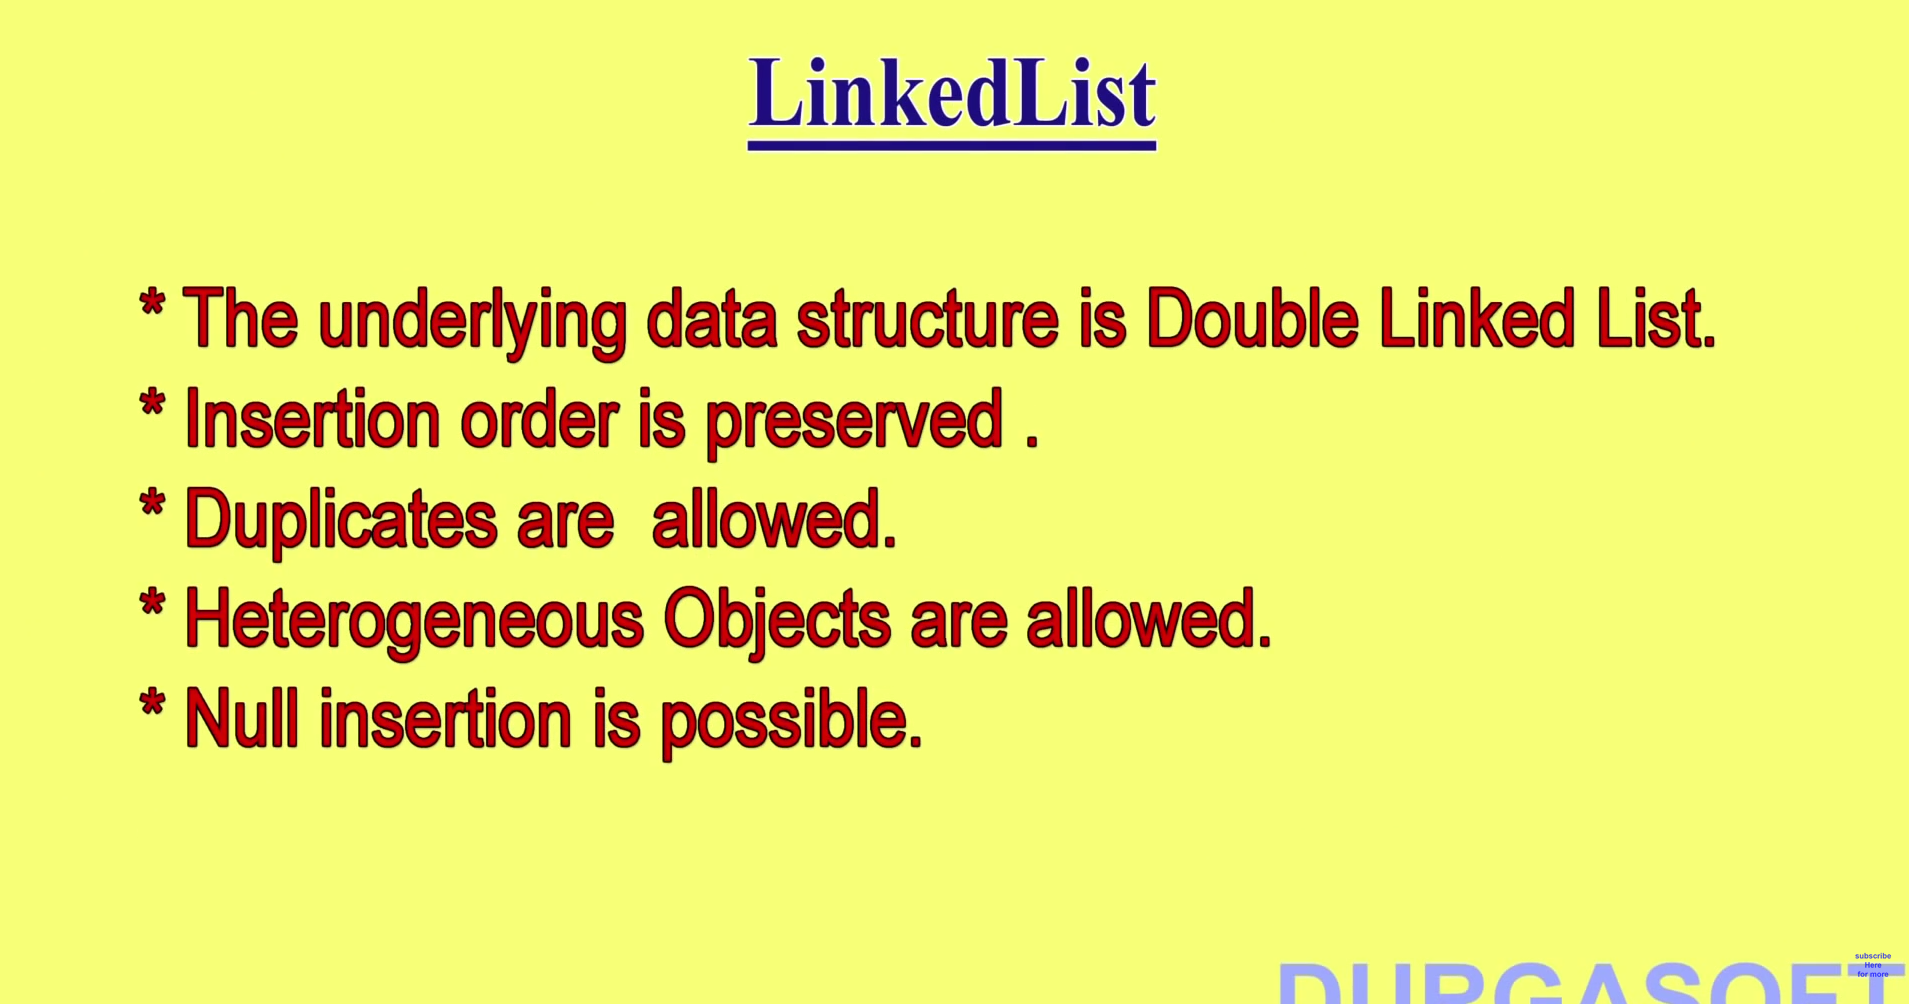 LinkedList
* The underlying data structure is Double Linked List.
* Insertion order is preserved .
* Duplicates are  allowed.
* Heterogeneous Objects are allowed.
* Null insertion is possible.
subscribe
Here
for more
DURGASOFT